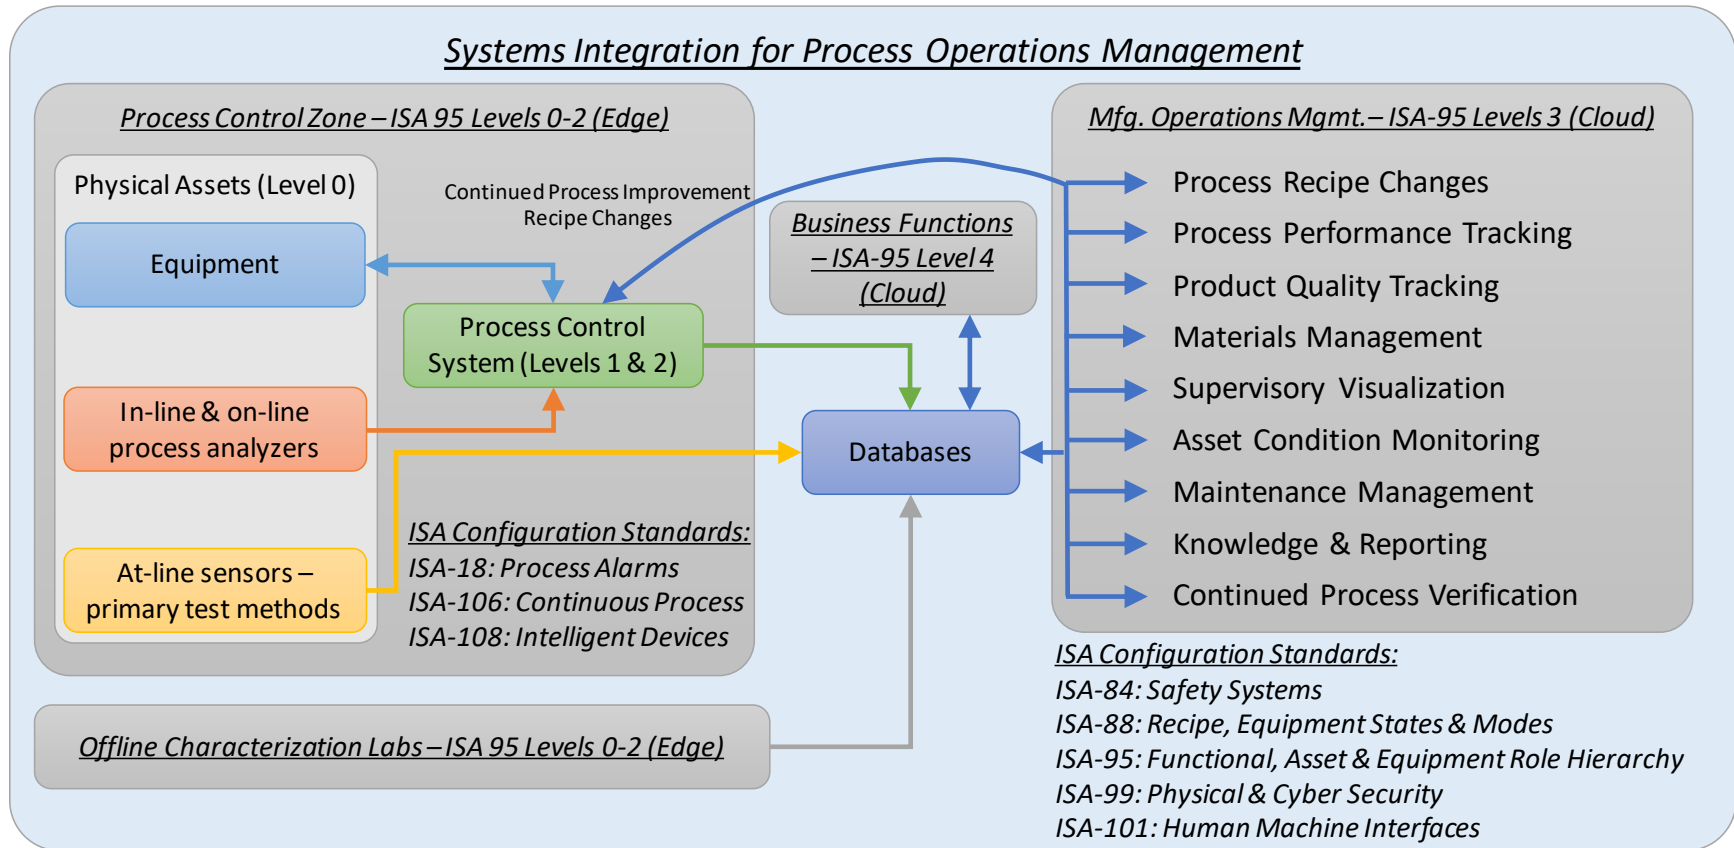 Systems Integration for Process Operations Management
Process Control Zone – ISA 95 Levels 0-2 (Edge)
Physical Assets (Level 0)
Equipment
In-line & on-line
process analyzers
At-line sensors –
primary test methods
Continued Process Improvement
Recipe Changes
Process Control
System (Levels 1 & 2)
ISA Configuration Standards:
ISA-18: Process Alarms
ISA-106: Continuous Process
ISA-108: Intelligent Devices
Offline Characterization Labs – ISA 95 Levels 0-2 (Edge)
Business Functions
– ISA-95 Level 4
(Cloud)
Databases
Mfg. Operations Mgmt. – ISA-95 Levels 3 (Cloud)
Process Recipe Changes
Process Performance Tracking
Product Quality Tracking
Materials Management
Supervisory Visualization
Asset Condition Monitoring
Maintenance Management
Knowledge & Reporting
Continued Process Verification
ISA Configuration Standards:
ISA-84: Safety Systems
ISA-88: Recipe, Equipment States & Modes
ISA-95: Functional, Asset & Equipment Role Hierarchy
ISA-99: Physical & Cyber Security
ISA-101: Human Machine Interfaces